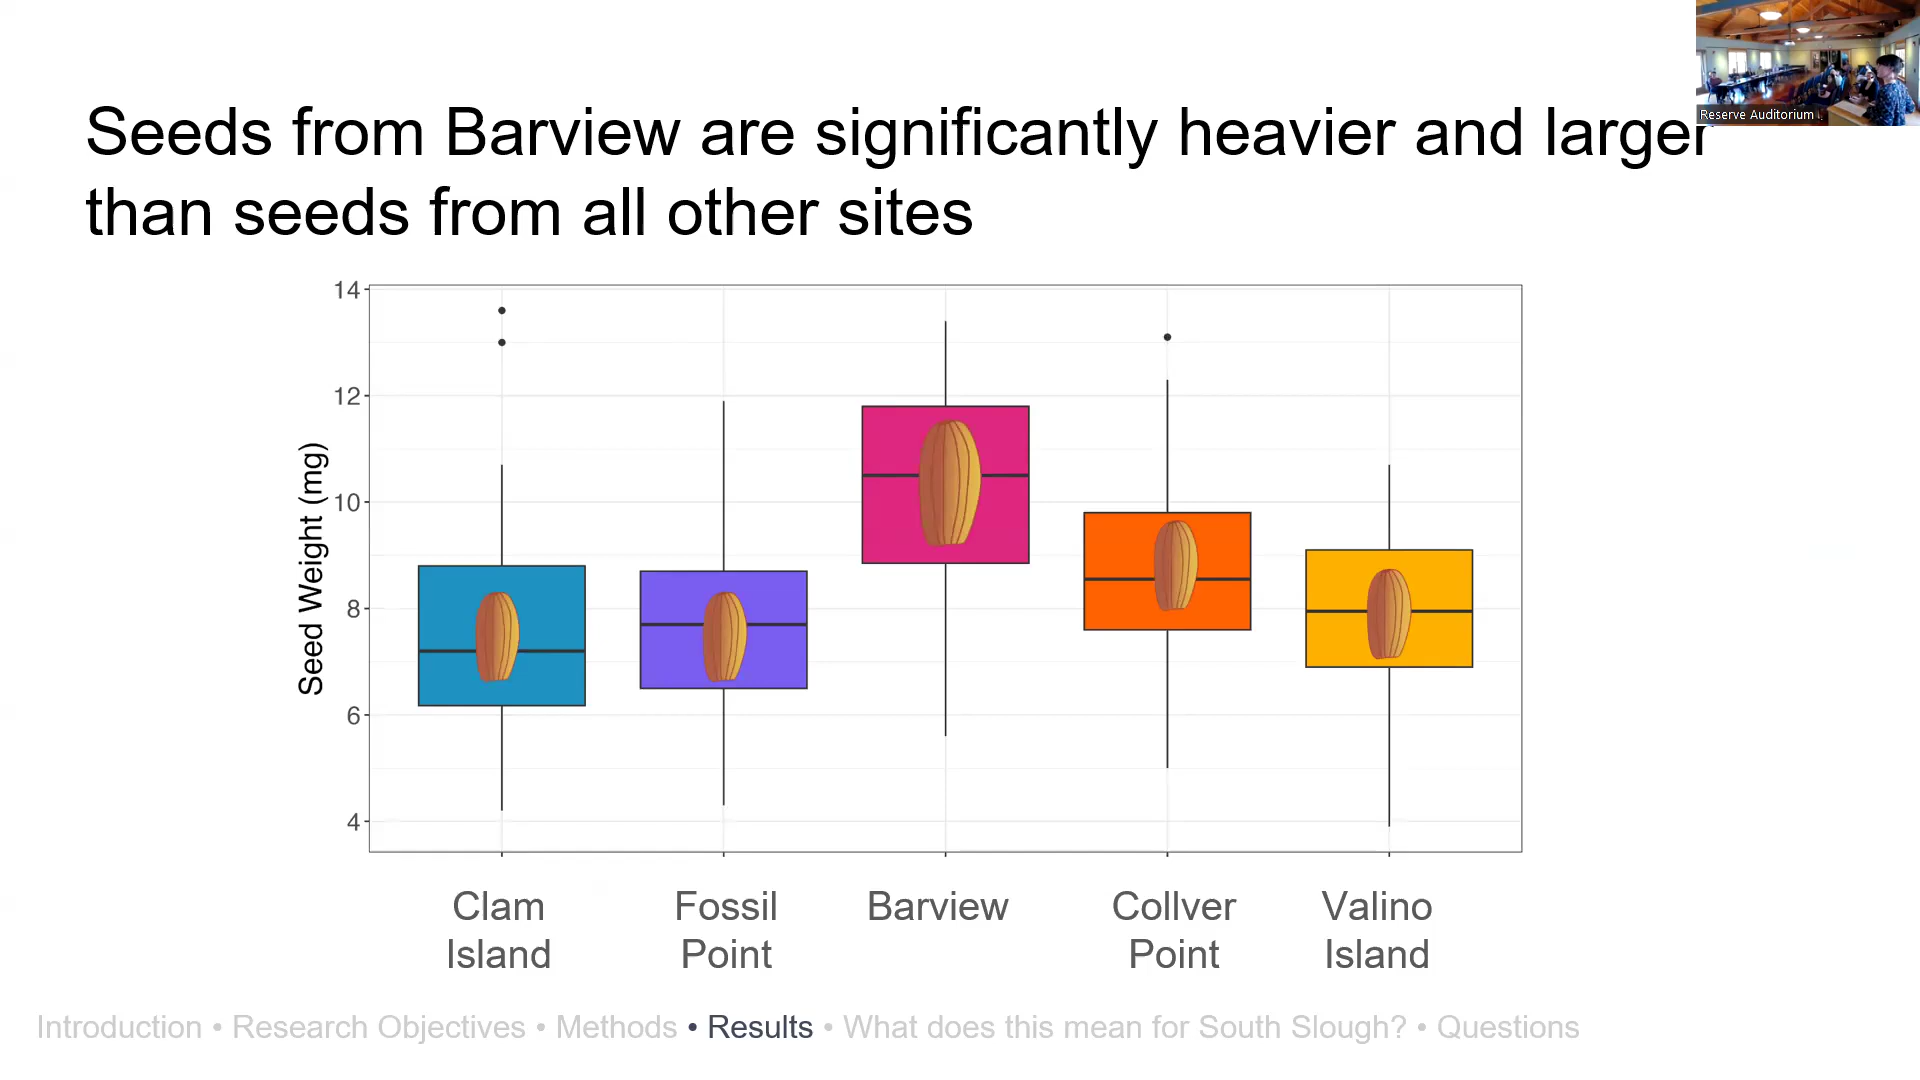 Reserve Auditorium
Seeds from Barview are significantly heavier and larger
than seeds from all other sites
14
12
10
8
6
4
Seed Weight (mg)
Clam
Island
Fossil
Point
Barview
Collver
Point
Valino
Island
Introduction • Research Objectives • Methods • Results • What does this mean for South Slough? • Questions